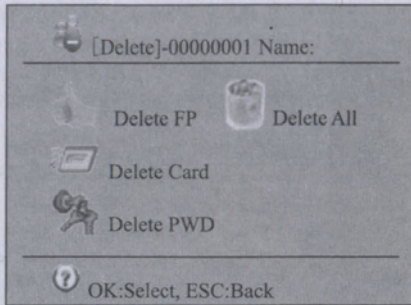 [Delete]-00000001 Name:
Delete FP Delete All
Delete Card
Delete PWD
OK:Select, ESC:Back